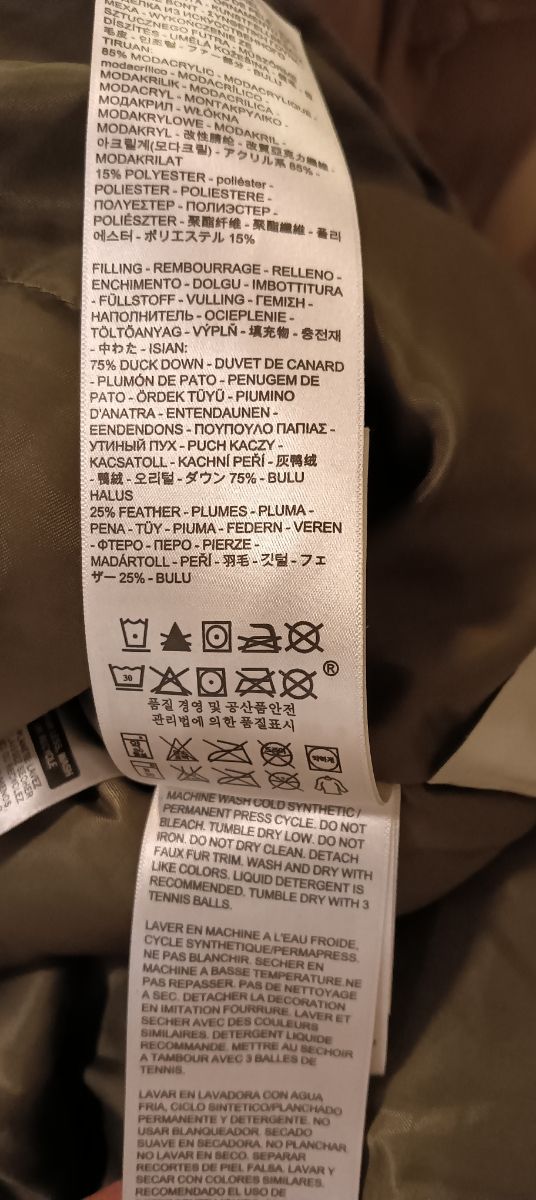 МЕХА - WYKOŃCZENIE ZE
SZTUCZNEGO FUTRA
TIRUAN:
85% MODACRYLIC - MODACRYLIQUE -
modacrílico - MODACRÍLICO -
MODAKRILIK - MODACRILICA -
MODACRYL - ΜΟΝΤΑΚΡΥΛΙΚΟ -
МОДАКРИЛ - WŁÓKNA
MODAKRYLOWE - MODAKRIL -
MODAKRYL - 改性腈纶 - 改質亞克力纖維 -
아크릴계(모다크릴) - アクリル系 85% -
MODAKRILAT
15% POLYESTER - poliéster -
POLIESTER - POLIESTERE -
ΠΟΛΥΕΣΤΕΡ - ПОЛИЭСТЕР -
POLIÉSZTER - 聚酯纤维 - 聚酯纖維 - 폴리
에스터 - ポリエステル 15%
FILLING - REMBOURRAGE - RELLENO -
ENCHIMENTO - DOLGU - IMBOTTITURA
- FÜLLSTOFF - VULLING - ΓΕΜΙΣΗ -
НАПОЛНИТЕЛЬ - OCIEPLENIE -
TÖLTŐANYAG - VÝPLŇ - 填充物 - 충전재
- 中わた - ISIAN:
75% DUCK DOWN - DUVET DE CANARD
- PLUMÓN DE PATO - PENUGEM DE
PATO - ÖRDEK TÜYÜ - PIUMINO
D'ANATRA - ENTENDAUNEN -
EENDENDONS - ΠΟΥΠΟΥΛΟ ΠΑΠΙΑΣ -
УТИНЫЙ ПУХ - PUCH KACZY -
KACSATOLL - KACHNÍ PEŘÍ - 灰鸭绒
- 鴨絨 - 오리털 - ダウン 75% - BULU
HALUS
25% FEATHER - PLUMES - PLUMA -
PENA - TÜY - PIUMA - FEDERN - VEREN
- ΦΤΕΡΟ - ПЕРО - PIERZE -
MADÁRTOLL - PEŘÍ - 羽毛 - 깃털 - フェ
ザー 25% - BULU
30
®
품질 경영 및 공산품안전
관리법에 의한 품질표시
MACHINE WASH COLD SYNTHETIC /
PERMANENT PRESS CYCLE. DO NOT
BLEACH. TUMBLE DRY LOW. DO NOT
IRON. DO NOT DRY CLEAN. DETACH
FAUX FUR TRIM. WASH AND DRY WITH
LIKE COLORS. LIQUID DETERGENT IS
RECOMMENDED. TUMBLE DRY WITH 3
TENNIS BALLS.
LAVER EN MACHINE A L'EAU FROIDE,
CYCLE SYNTHETIQUE/PERMAPRESS.
NE PAS BLANCHIR. SECHER EN
MACHINE A BASSE TEMPERATURE.NE
PAS REPASSER. PAS DE NETTOYAGE
A SEC. DETACHER LA DECORATION
EN IMITATION FOURRURE. LAVER ET
SECHER AVEC DES COULEURS
SIMILAIRES. DETERGENT LIQUIDE
RECOMMANDE. METTRE AU SECHOIR
A TAMBOUR AVEC 3 BALLES DE
TENNIS.
LAVAR EN LAVADORA CON AGUA
FRIA, CICLO SINTETICO/PLANCHADO
PERMANENTE Y DETERGENTE. NO
USAR BLANQUEADOR. SECADO
SUAVE EN SECADORA. NO PLANCHAR
NO LAVAR EN SECO. SEPARAR
RECORTES DE PIEL FALSA. LAVAR Y
SECAR CON COLORES SIMILARES.
RECOMENDADO EL USO DE